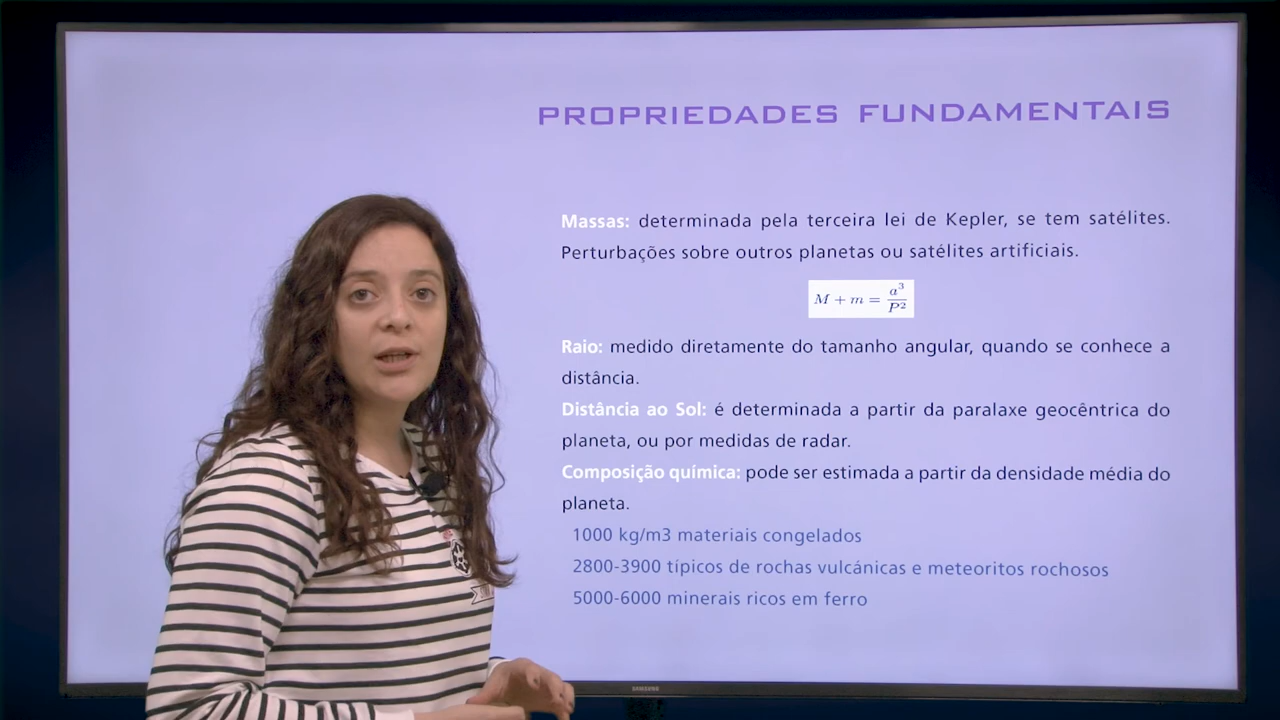 PROPRIEDADES FUNDAMENTAIS
Massas: determinada pela terceira lei de Kepler, se tem satélites.
Perturbações sobre outros planetas ou satélites artificiais.
M + m = a³/P²
Raio: medido diretamente do tamanho angular, quando se conhece a
distância.
Distância ao Sol: é determinada a partir da paralaxe geocêntrica do
planeta, ou por medidas de radar.
Composição química: pode ser estimada a partir da densidade média do
planeta.
1000 kg/m3 materiais congelados
2800-3900 típicos de rochas vulcánicas e meteoritos rochosos
5000-6000 minerais ricos em ferro
SAMSUNG